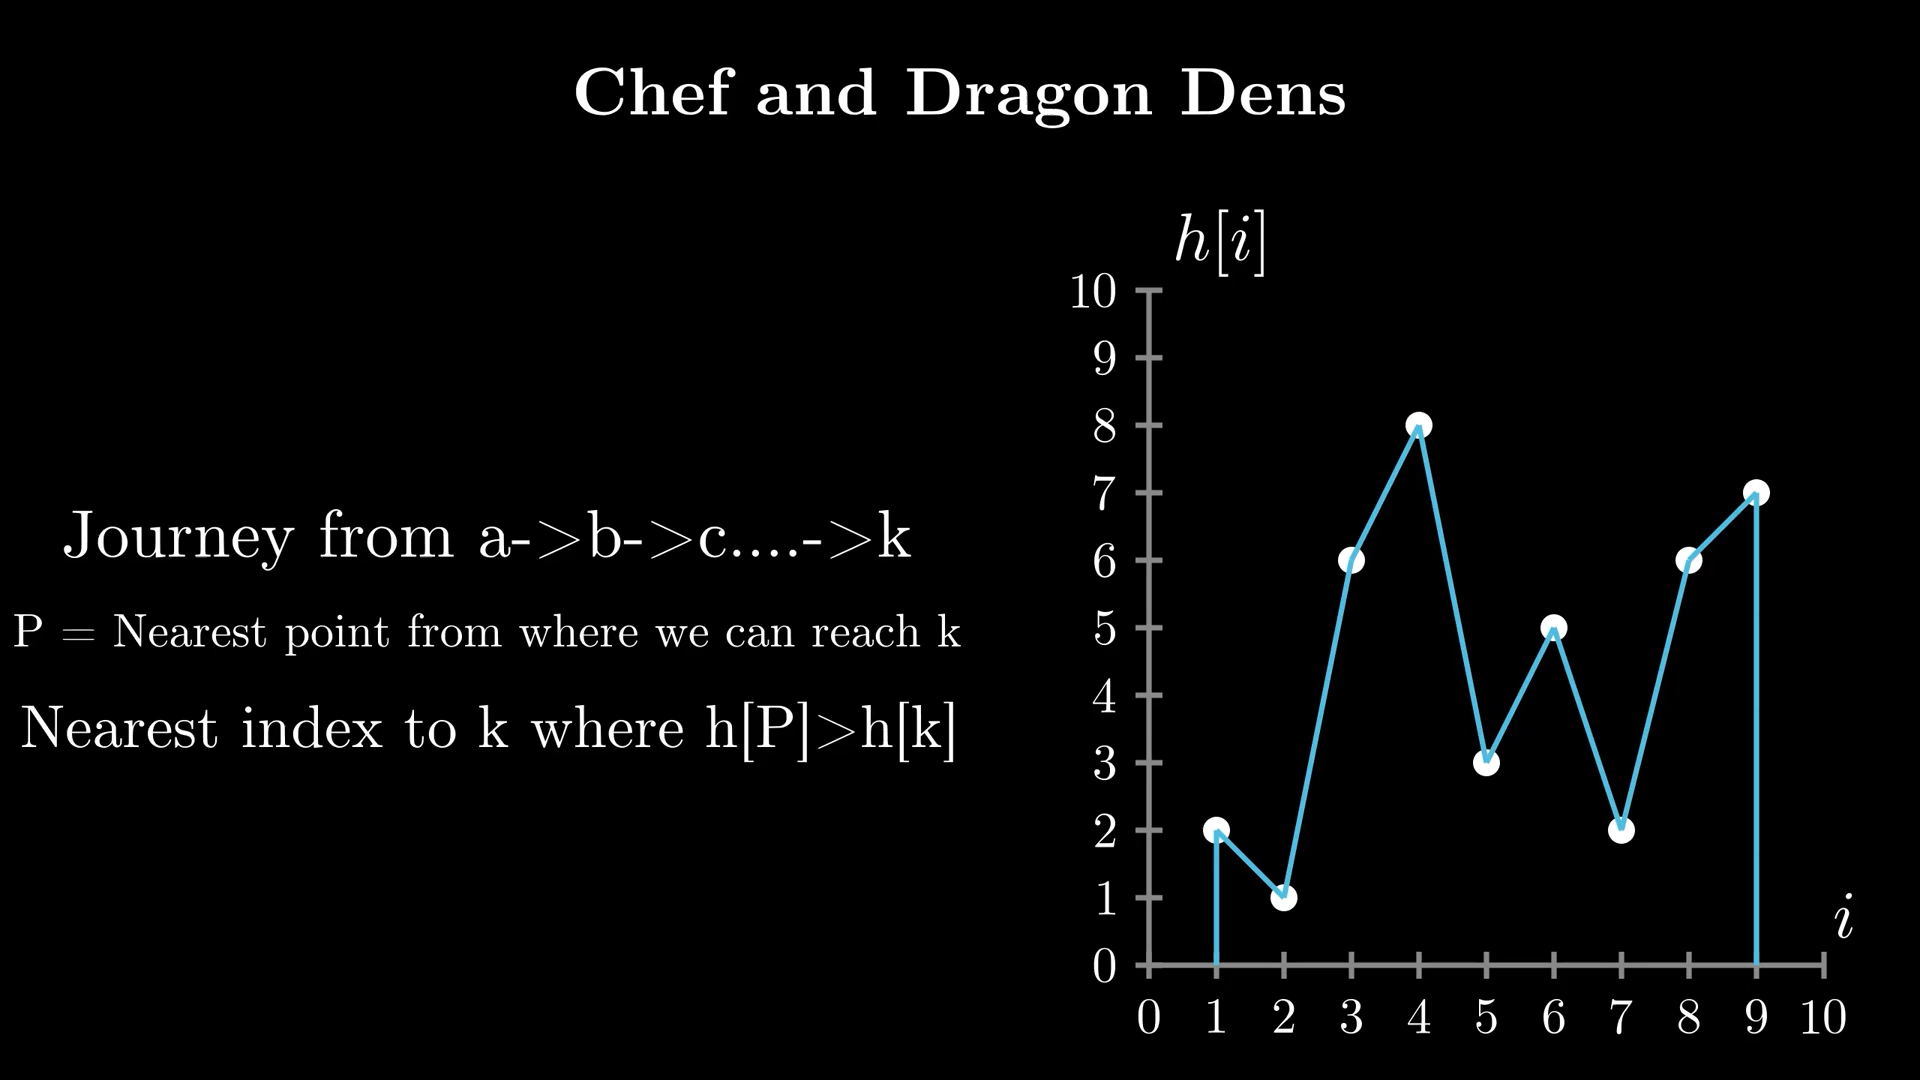 Chef and Dragon Dens
Journey from a->b->c....->k
P = Nearest point from where we can reach k
Nearest index to k where h[P]>h[k]
h[i]
10
9
8
7
6
5
4
3
2
1
0
i
0 1 2 3 4 5 6 7 8 9 10